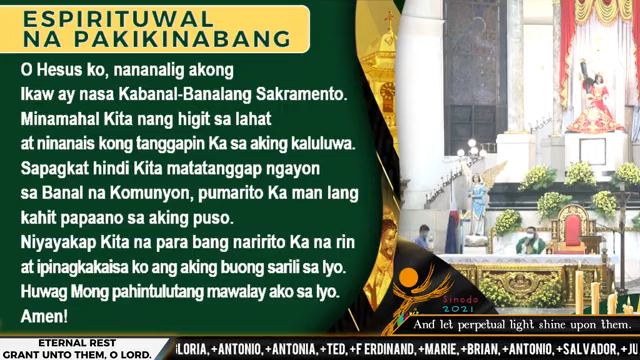 ESPIRITUWAL
NA PAKIKINABANG
O Hesus ko, nananalig akong
Ikaw ay nasa Kabanal-Banalang Sakramento.
Minamahal Kita nang higit sa lahat
at ninanais kong tanggapin Ka sa aking kaluluwa.
Sapagkat hindi Kita matatanggap ngayon
sa Banal na Komunyon, pumarito Ka man lang
kahit papaano sa aking puso.
Niyayakap Kita na para bang naririto Ka na rin
at ipinagkakaisa ko ang aking buong sarili sa Iyo.
Huwag Mong pahintulutang mawalay ako sa Iyo.
Amen!
Sinodo
2021
And let perpetual light shine upon them.
ETERNAL REST
GRANT UNTO THEM, O LORD.
GLORIA, +ANTONIO, +ANTONIA, +TED, +F ERDINAND, +MARIE, +BRIAN, +ANTONIO, +SALVADOR, +